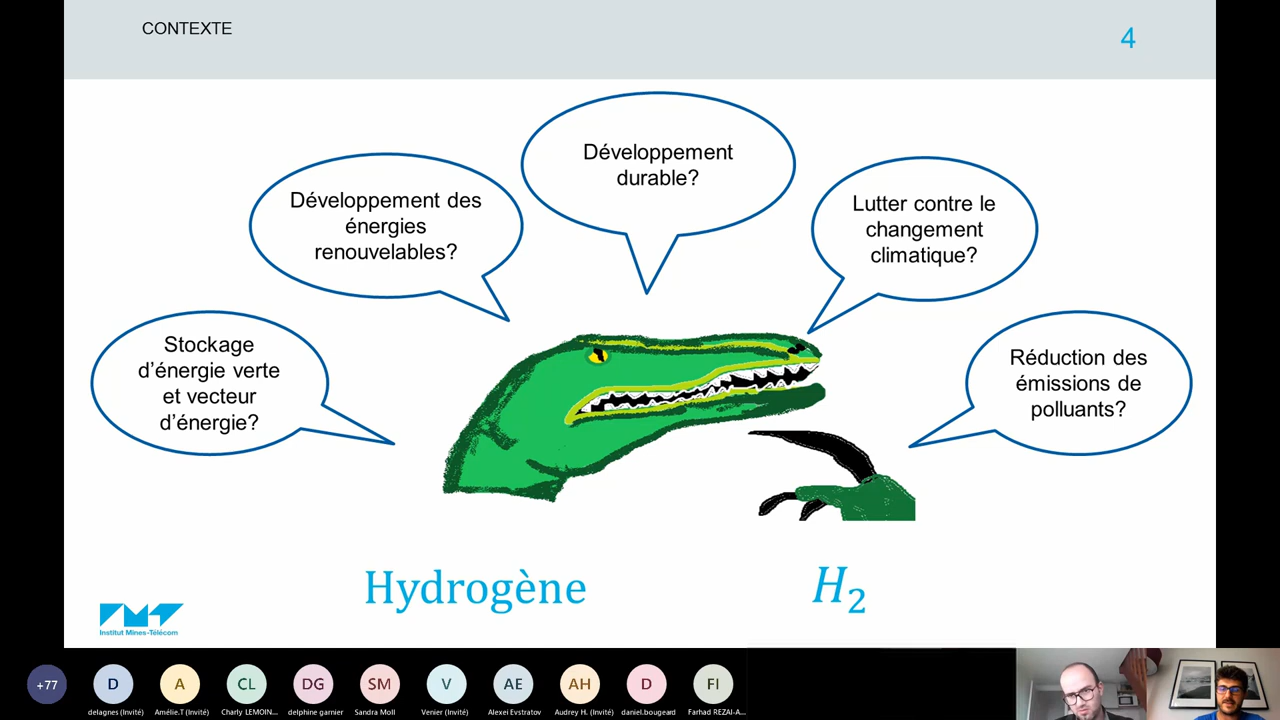 CONTEXTE
4
Développement
durable?
Développement des
énergies
renouvelables?
Lutter contre le
changement
climatique?
Stockage
d'énergie verte
et vecteur
d'énergie?
Réduction des
émissions de
polluants?
Hydrogène
H₂
IMT
Institut Mines-Télécom
+77
D
A
CL
DG
SM
V
AE
AH
D
FI
delagnes (Invité)
Amélie.T (Invité)
Charly LEMOIN...
delphine garnier
Sandra Moll
Venier (Invité)
Alexei Evstratov
Audrey H. (Invité)
daniel.bougeard
Farhad REZAI-A...